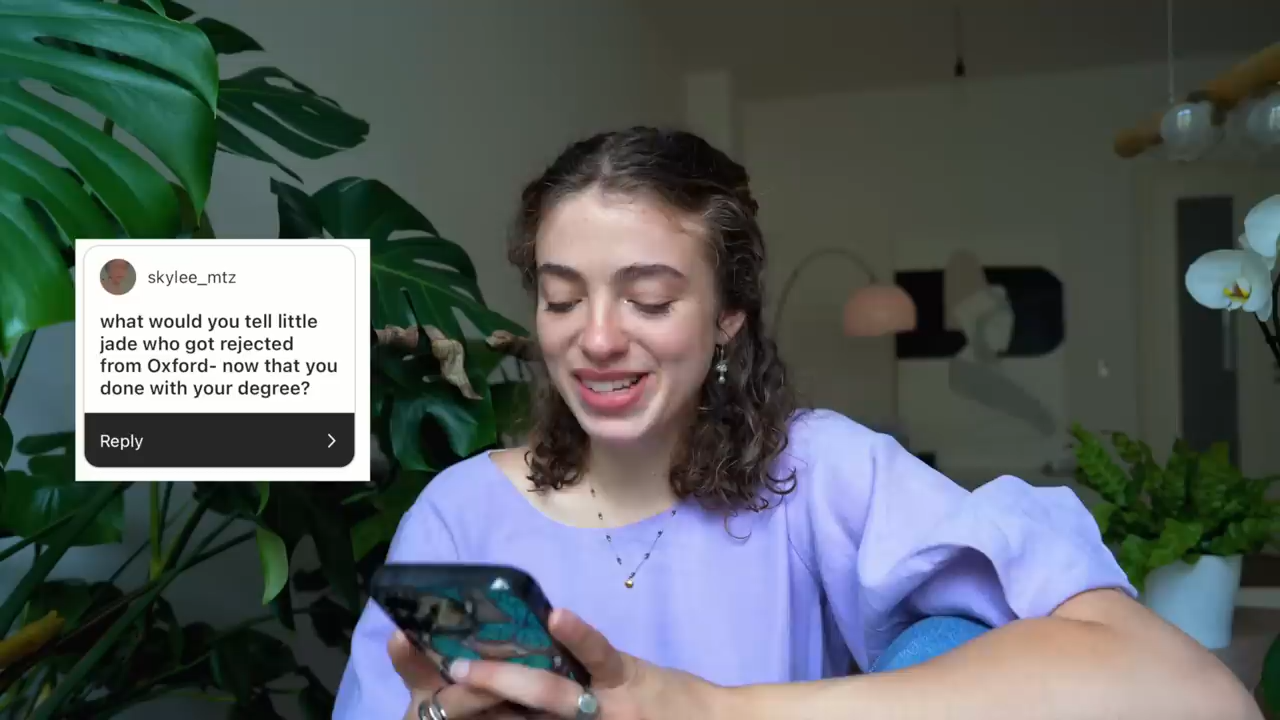 skylee_mtz
what would you tell little
jade who got rejected
from Oxford- now that you
done with your degree?
Reply